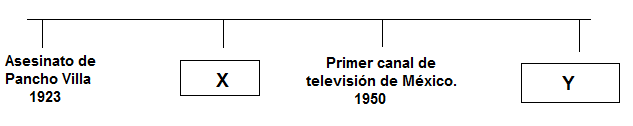 Asesinato de
Pancho Villa
1923
X
Primer canal de
televisión de México.
1950
Y